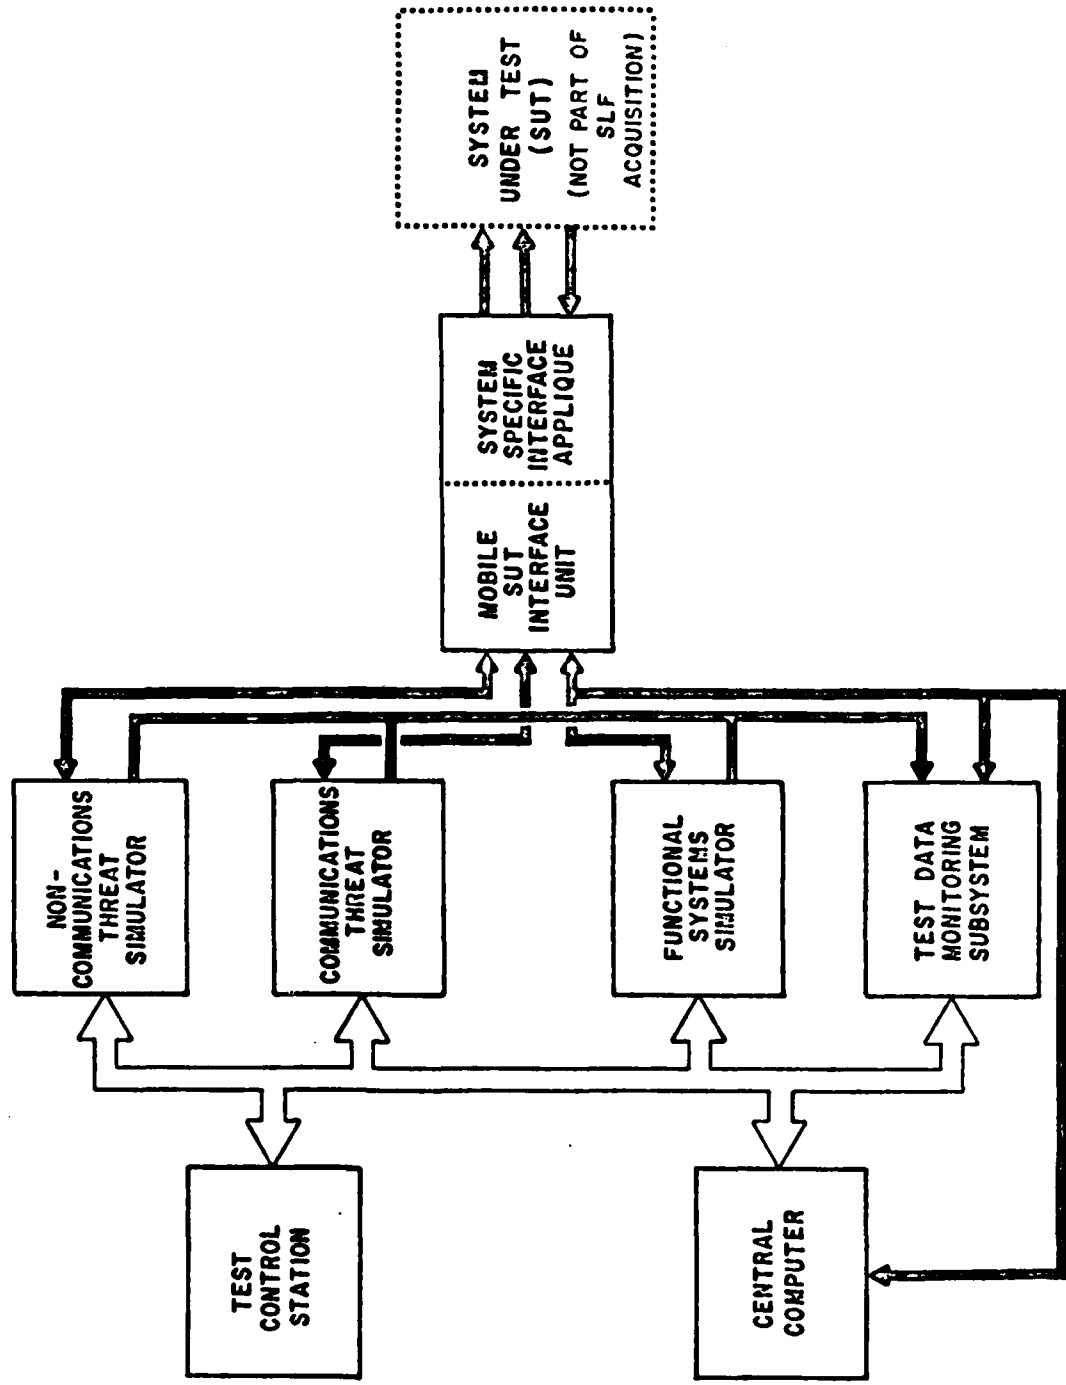 TEST
CONTROL
STATION
CENTRAL
COMPUTER
NON-
COMMUNICATIONS
THREAT
SIMULATOR
COMMUNICATIONS
THREAT
SIMULATOR
FUNCTIONAL
SYSTEMS
SIMULATOR
TEST DATA
MONITORING
SUBSYSTEM
MOBILE
SUT
INTERFACE
UNIT
SYSTEM
SPECIFIC
INTERFACE
APPLIQUE
SYSTEM
UNDER TEST
(SUT)
(NOT PART OF
SLF
ACQUISITION)